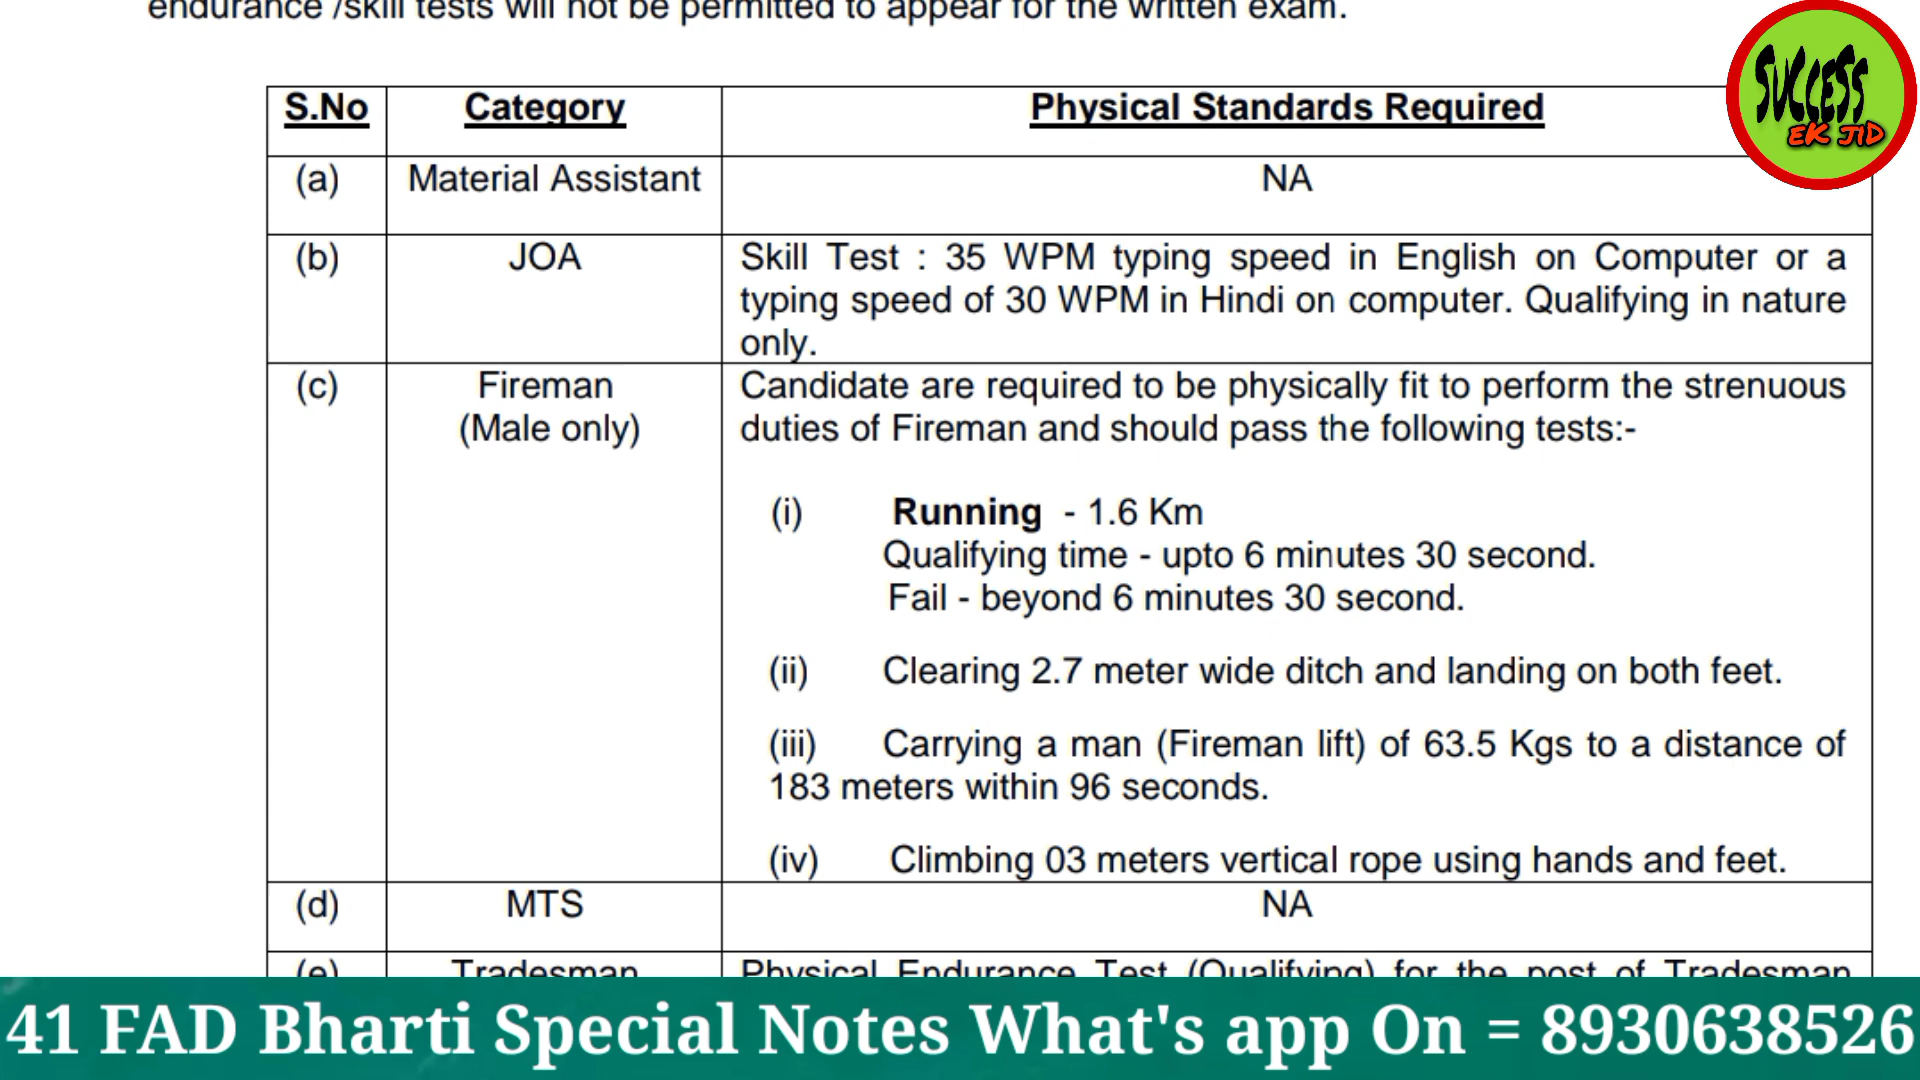 endurance /skill tests will not be permitted to appear for the written exam.
SUCCESS
EK JID
S.No Category Physical Standards Required
(a) Material Assistant NA
(b) JOA Skill Test : 35 WPM typing speed in English on Computer or a
typing speed of 30 WPM in Hindi on computer. Qualifying in nature
only.
(c) Fireman Candidate are required to be physically fit to perform the strenuous
(Male only) duties of Fireman and should pass the following tests:-
(i) Running - 1.6 Km
Qualifying time - upto 6 minutes 30 second.
Fail - beyond 6 minutes 30 second.
(ii) Clearing 2.7 meter wide ditch and landing on both feet.
(iii) Carrying a man (Fireman lift) of 63.5 Kgs to a distance of
183 meters within 96 seconds.
(iv) Climbing 03 meters vertical rope using hands and feet.
(d) MTS NA
(e) Tradesman Physical Endurance Test (Qualifying) for the post of Tradesman
41 FAD Bharti Special Notes What's app On = 8930638526